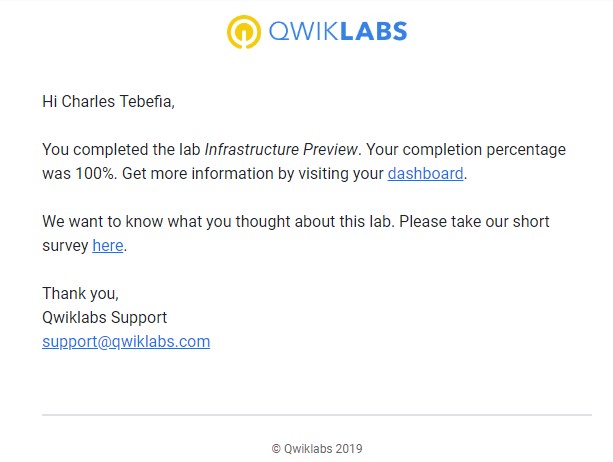 QWIKLABS
Hi Charles Tebefia,
You completed the lab Infrastructure Preview. Your completion percentage
was 100%. Get more information by visiting your dashboard.
We want to know what you thought about this lab. Please take our short
survey here.
Thank you,
Qwiklabs Support
support@qwiklabs.com
© Qwiklabs 2019